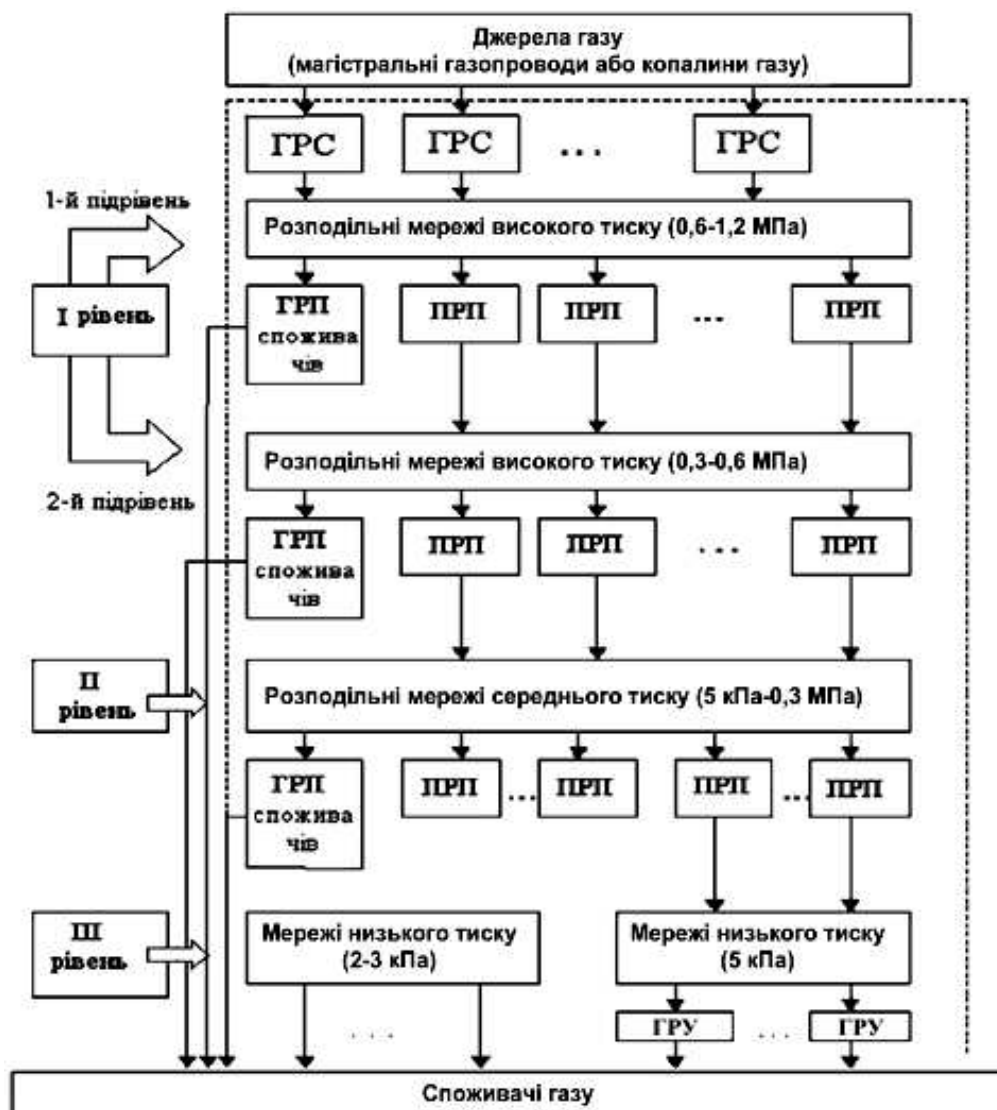 Джерела газу
(магістральні газопроводи або копалини газу)
ГРС
ГРС
...
ГРС
1-й підрівень
Розподільні мережі високого тиску (0,6-1,2 МПа)
І рівень
ГРП
спожива
чів
ПРП
ПРП
...
ПРП
Розподільні мережі високого тиску (0,3-0,6 МПа)
2-й підрівень
ГРП
спожива
чів
ПРП
ПРП
...
ПРП
ІІ
рівень
Розподільні мережі середнього тиску (5 кПа-0,3 МПа)
ГРП
спожива
чів
ПРП
...
ПРП
ПРП
...
ПРП
ІІІ
рівень
Мережі низького тиску
(2-3 кПа)
Мережі низького тиску
(5 кПа)
...
ГРУ
...
ГРУ
Споживачі газу